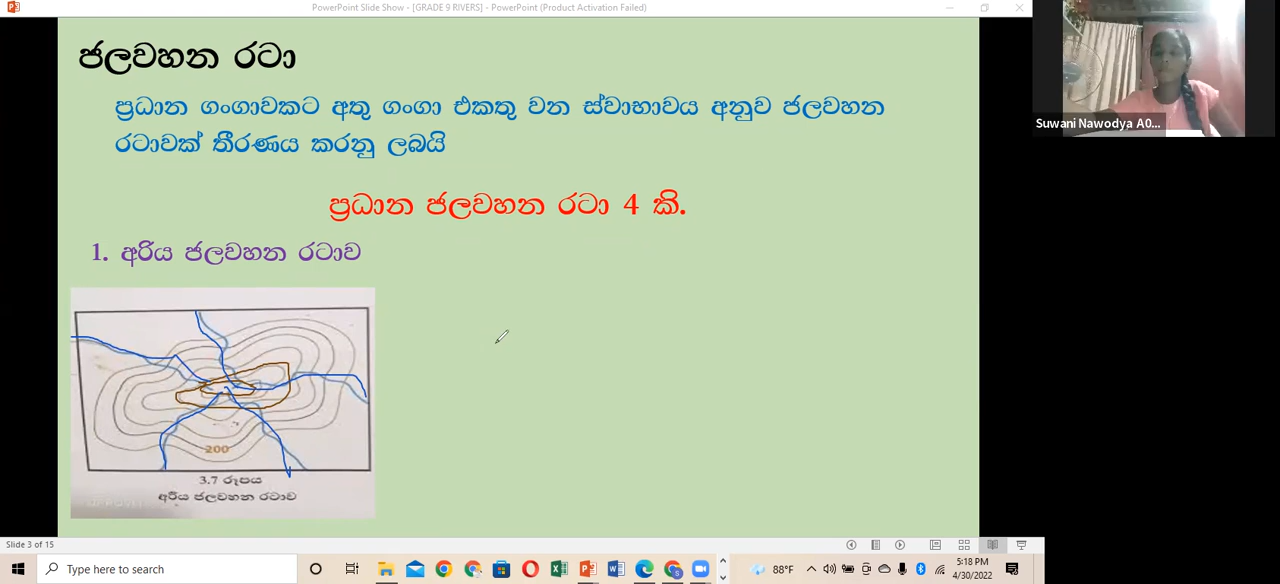 PowerPoint Slide Show - [GRADE 9 RIVERS] - PowerPoint (Product Activation Failed)
ජලවහන රටා
ප්‍රධාන ගංගාවකට අතු ගංගා එකතු වන ස්වාභාවය අනුව ජලවහන
රටාවක් තීරණය කරනු ලබයි
ප්‍රධාන ජලවහන රටා 4 කි.
1. අරිය ජලවහන රටාව
200
3.7 රූපය
අරීය ජලවහන රටාව
Suwani Nawodya A0...
Slide 3 of 15
Type here to search
88°F
5:18 PM
4/30/2022